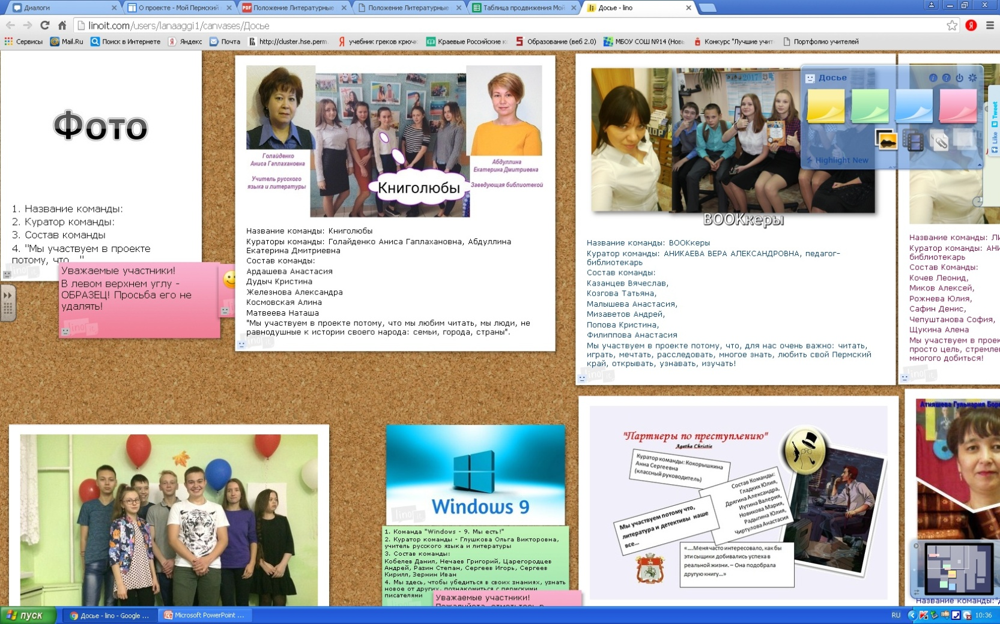 Диалоги
О проекте - Мой Пермский
Положение Литературные
Положение Литературные
Таблица продвижения Мой
Досье - lino
linoit.com/users/lanaaggl1/canvases/Досье
Сервисы
Mail.Ru
Поиск в Интернете
Яндекс
Почта
http://cluster.hse.perm.
учебник греков крючк
Краевые Российские к
Образование (веб 2.0)
МБОУ СОШ №14 (Новы
Конкурс "Лучшие учит
Портфолио учителей
Фото
1. Название команды:
2. Куратор команды:
3. Состав команды
4. "Мы участвуем в проекте
потому, что..."
Уважаемые участники!
В левом верхнем углу -
ОБРАЗЕЦ! Просьба его не
удалять!
Голайденко
Аниса Гаплахановна
Учитель русского
языка и литературы
Книголюбы
Абдуллина
Екатерина Дмитриевна
Заведующая библиотекой
Название команды: Книголюбы
Кураторы команды: Голайденко Аниса Гаплахановна, Абдуллина
Екатерина Дмитриевна
Состав команды:
Ардашева Анастасия
Дудыч Кристина
Железнова Александра
Космовская Алина
Матвеева Наташа
"Мы участвуем в проекте потому, что мы любим читать, мы люди, не
равнодушные к истории своего народа: семьи, города, страны".
2017
BOOKкеры
Название команды: BOOKкеры
Куратор команды: АНИКАЕВА ВЕРА АЛЕКСАНДРОВНА, педагог-
библиотекарь
Состав команды:
Казанцев Вячеслав,
Козгова Татьяна,
Малышева Анастасия,
Мизаветов Андрей,
Попова Кристина,
Филиппова Анастасия
Мы участвуем в проекте потому, что, для нас очень важно: читать,
играть, мечтать, расследовать, многое знать, любить свой Пермский
край, открывать, узнавать, изучать!
Досье
Highlight New
Tweet
Like
Название команды: ЛИ
Куратор команды: АНИ
библиотекарь
Состав Команды:
Кочев Леонид,
Миков Алексей,
Рожнева Юлия,
Сафин Денис,
Чепуштанова София,
Щукина Алена
Мы участвуем в проек
просто цель, стремле
многого добиться!
Windows 9
1. Команда "Windows - 9. Мы есть!"
2. Куратор команды - Глушкова Ольга Викторовна,
учитель русского языка и литературы
3. Состав команды:
Кобелев Данил, Нечаев Григорий, Царегородцев
Андрей, Разин Степан, Сергеев Игорь, Сергеев
Кирилл, Зернин Иван
4. Мы здесь, чтобы убедиться в своих знаниях, узнать
новое от других, познакомиться с пермскими
писателями
Уважаемые участники!
Пожалуйста, отметьтесь в
"Партнеры по преступлению"
Agatha Christie
Куратор команды: Кокорышкина
Анна Сергеевна
(классный руководитель)
Состав Команды:
Гладких Юлия,
Дрягина Александра,
Иутина Валерия,
Новикова Мария,
Радыгина Юлия,
Чиртулова Анастасия
Мы участвуем потому что,
литература и детективы наше
все...
«....Меня часто интересовало, как бы
эти сыщики добивались успеха в
реальной жизни. – Она подобрала
другую книгу...»
Атняшева Гульнария Бори
Название команды: "Д
пуск
Досье - lino - Google ...
Microsoft PowerPoint ...
RU
10:36